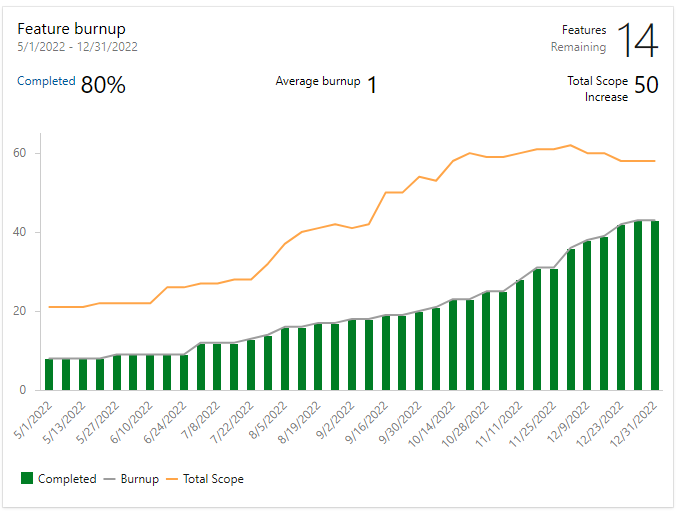 Feature burnup
5/1/2022 - 12/31/2022
Features
Remaining
14
Completed 80%
Average burnup 1
Total Scope
Increase
50
60
40
20
0
5/1/2022
5/13/2022
5/27/2022
6/10/2022
6/24/2022
7/8/2022
7/22/2022
8/5/2022
8/19/2022
9/2/2022
9/16/2022
9/30/2022
10/14/2022
10/28/2022
11/11/2022
11/25/2022
12/9/2022
12/23/2022
12/31/2022
Completed Burnup Total Scope